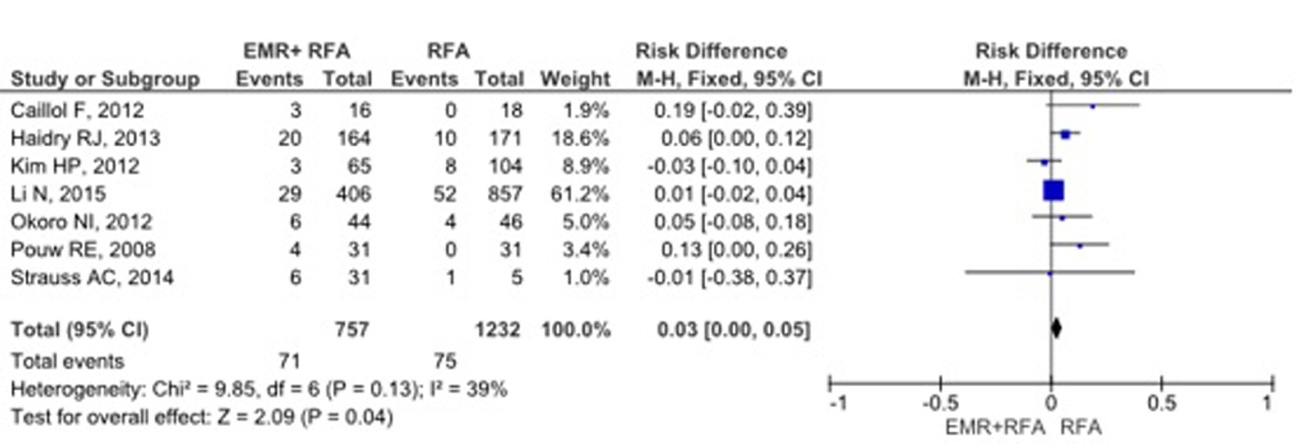 EMR+ RFA RFA Risk Difference Risk Difference
Study or Subgroup Events Total Events Total Weight M-H, Fixed, 95% CI M-H, Fixed, 95% CI
Caillol F, 2012 3 16 0 18 1.9% 0.19 [-0.02, 0.39]
Haidry RJ, 2013 20 164 10 171 18.6% 0.06 [0.00, 0.12]
Kim HP, 2012 3 65 8 104 8.9% -0.03 [-0.10, 0.04]
Li N, 2015 29 406 52 857 61.2% 0.01 [-0.02, 0.04]
Okoro NI, 2012 6 44 4 46 5.0% 0.05 [-0.08, 0.18]
Pouw RE, 2008 4 31 0 31 3.4% 0.13 [0.00, 0.26]
Strauss AC, 2014 6 31 1 5 1.0% -0.01 [-0.38, 0.37]
Total (95% CI) 757 1232 100.0% 0.03 [0.00, 0.05]
Total events 71 75
Heterogeneity: Chi² = 9.85, df = 6 (P = 0.13); I² = 39%
Test for overall effect: Z = 2.09 (P = 0.04)
-1 -0.5 0 0.5 1
EMR+RFA RFA